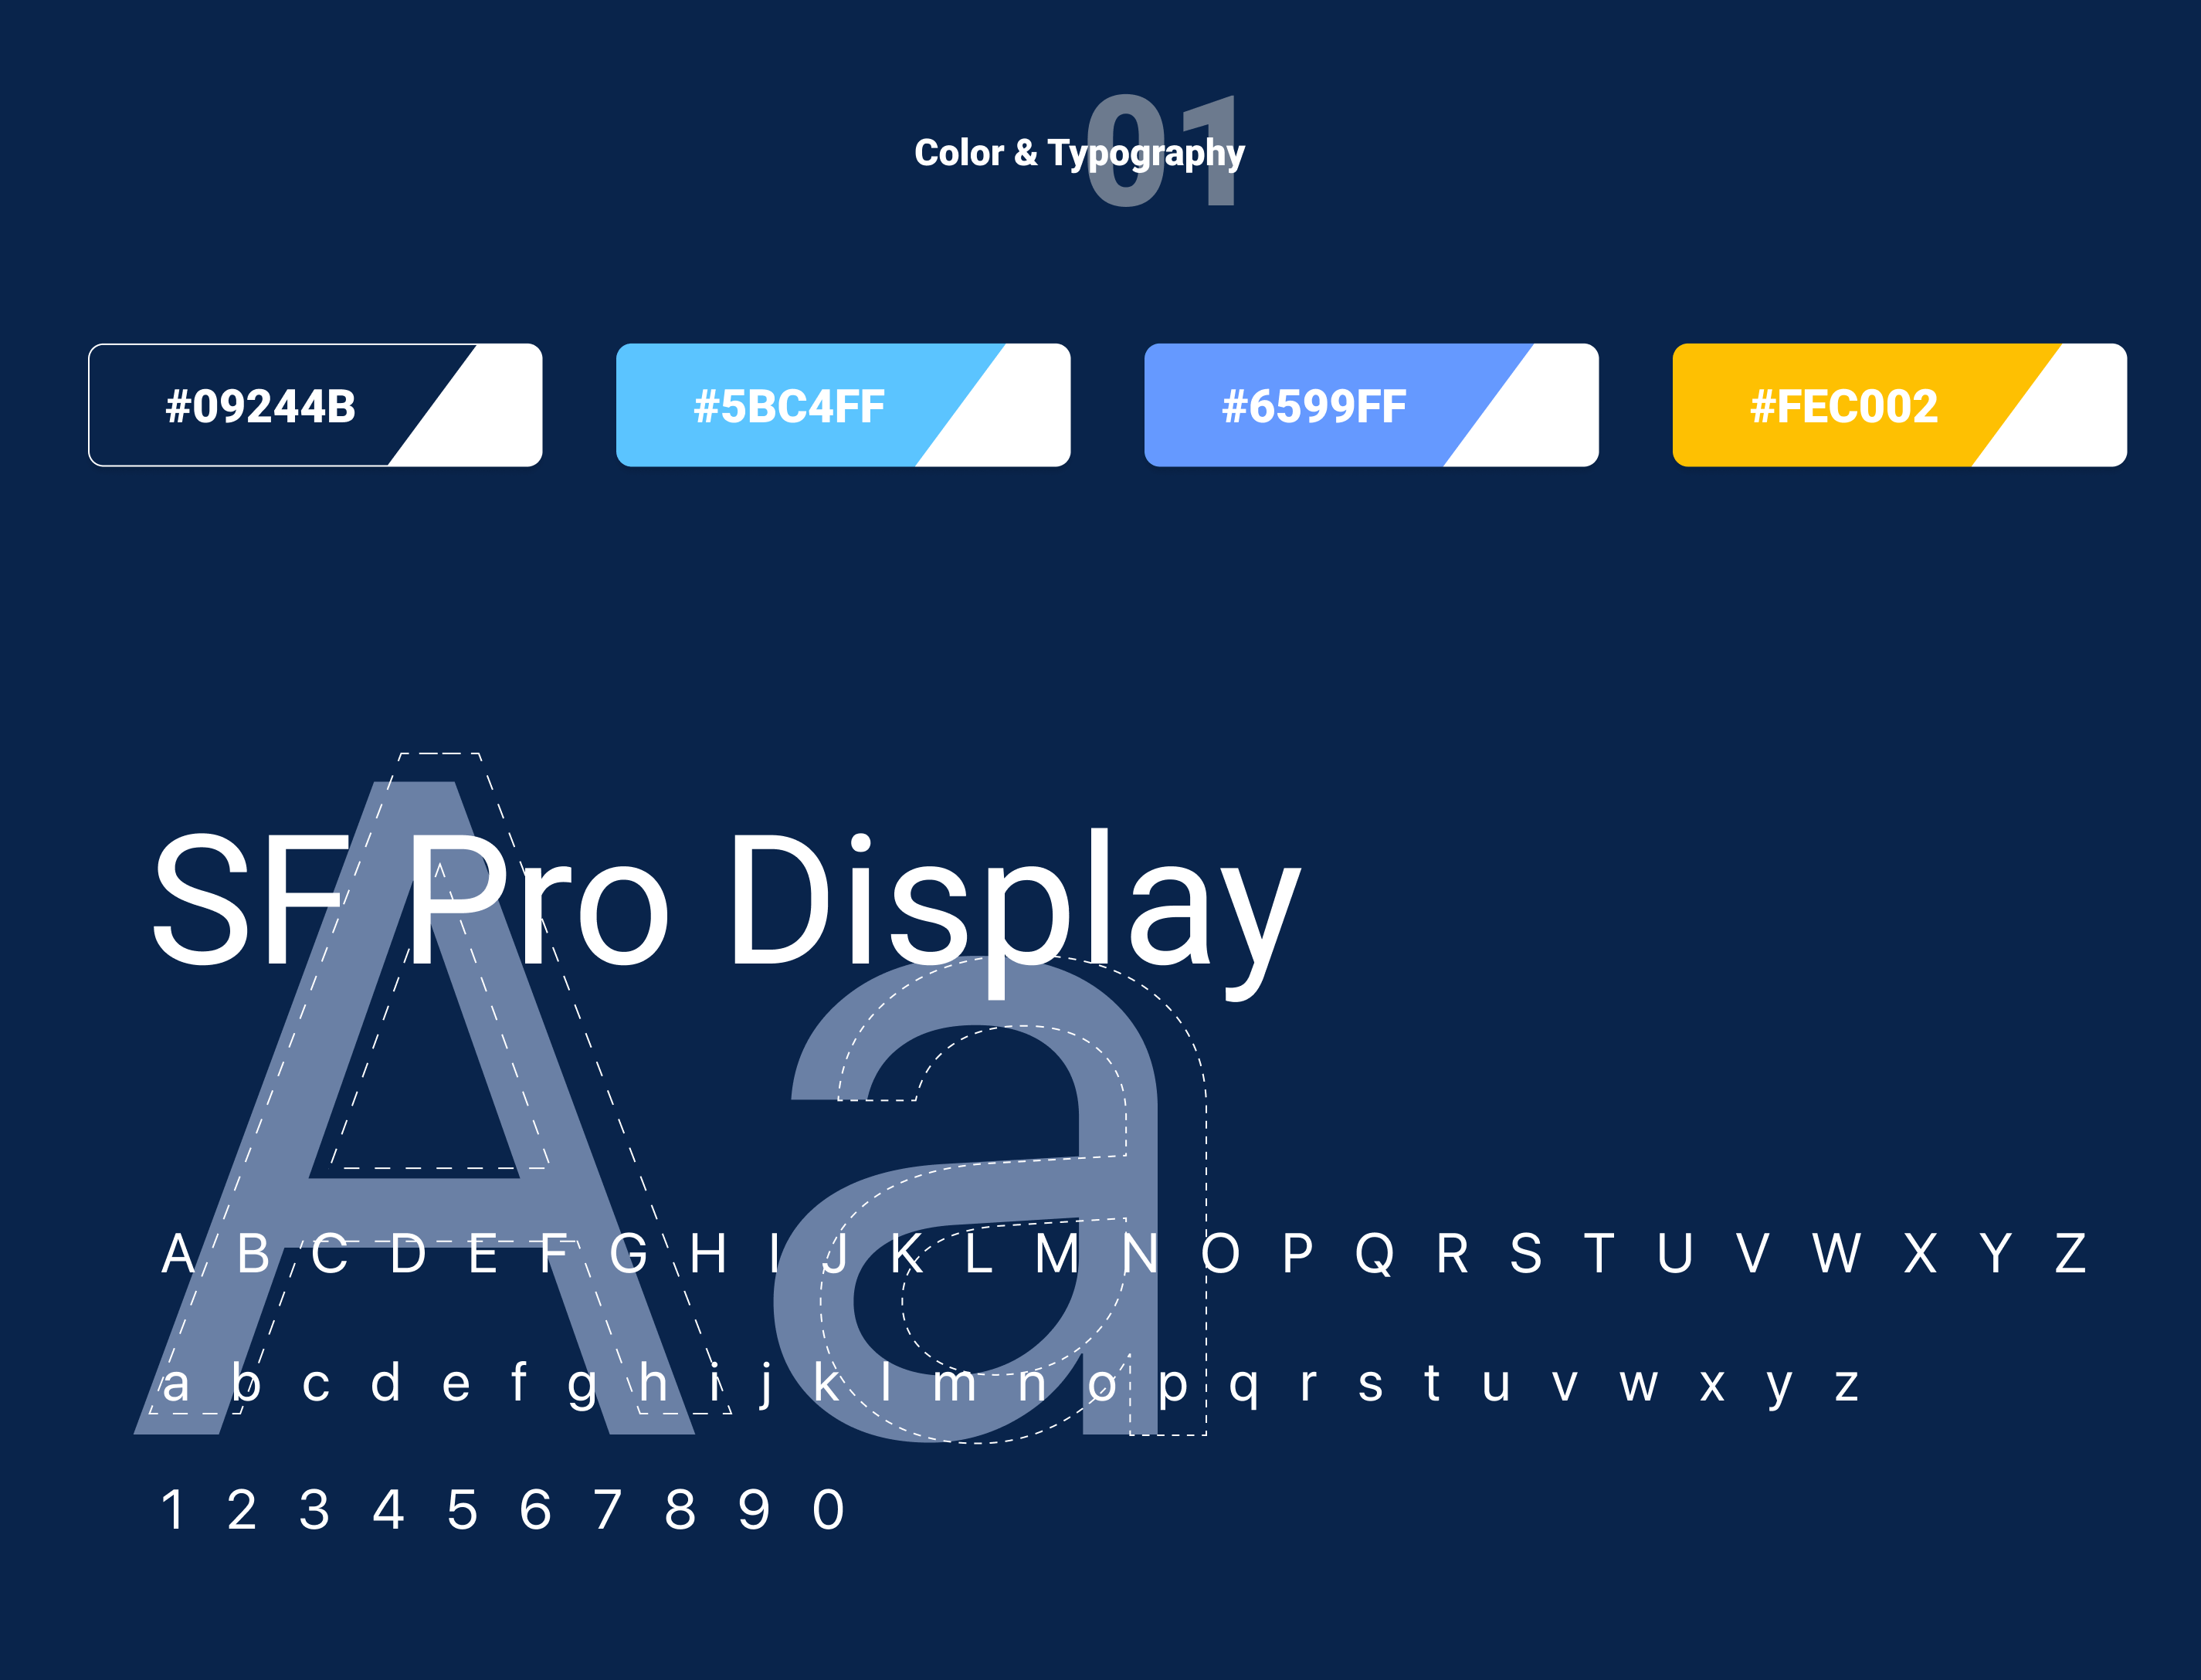 01
Color & Typography
#09244B #5BC4FF #6599FF #FEC002
SF Pro Display
Aa
A B C D E F G H I J K L M N O P Q R S T U V W X Y Z
a b c d e f g h i j k l m n o p q r s t u v w x y z
1 2 3 4 5 6 7 8 9 0